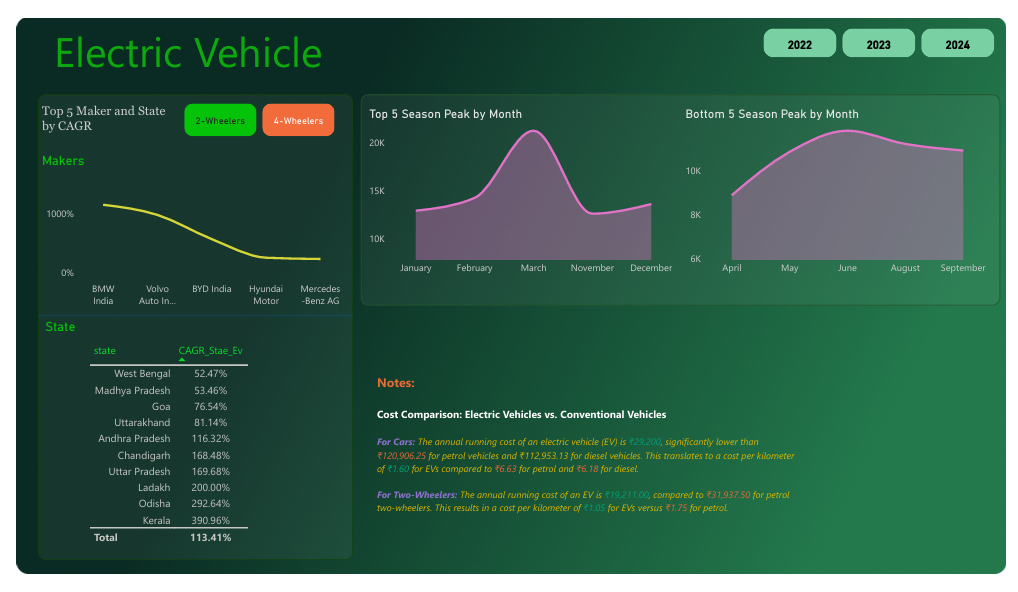 Electric Vehicle
2022
2023
2024
Top 5 Maker and State
by CAGR
2-Wheelers
4-Wheelers
Makers
1000%
0%
BMW
India
Volvo
Auto In...
BYD India
Hyundai
Motor
Mercedes
-Benz AG
State
state CAGR_Stae_Ev
West Bengal 52.47%
Madhya Pradesh 53.46%
Goa 76.54%
Uttarakhand 81.14%
Andhra Pradesh 116.32%
Chandigarh 168.48%
Uttar Pradesh 169.68%
Ladakh 200.00%
Odisha 292.64%
Kerala 390.96%
Total 113.41%
Top 5 Season Peak by Month
20K
15K
10K
January February March November December
Bottom 5 Season Peak by Month
10K
8K
6K
April May June August September
Notes:
Cost Comparison: Electric Vehicles vs. Conventional Vehicles
For Cars: The annual running cost of an electric vehicle (EV) is ₹29,200, significantly lower than
₹120,906.25 for petrol vehicles and ₹112,953.13 for diesel vehicles. This translates to a cost per kilometer
of ₹1.60 for EVs compared to ₹6.63 for petrol and ₹6.18 for diesel.
For Two-Wheelers: The annual running cost of an EV is ₹19,211.00, compared to ₹31,937.50 for petrol
two-wheelers. This results in a cost per kilometer of ₹1.05 for EVs versus ₹1.75 for petrol.